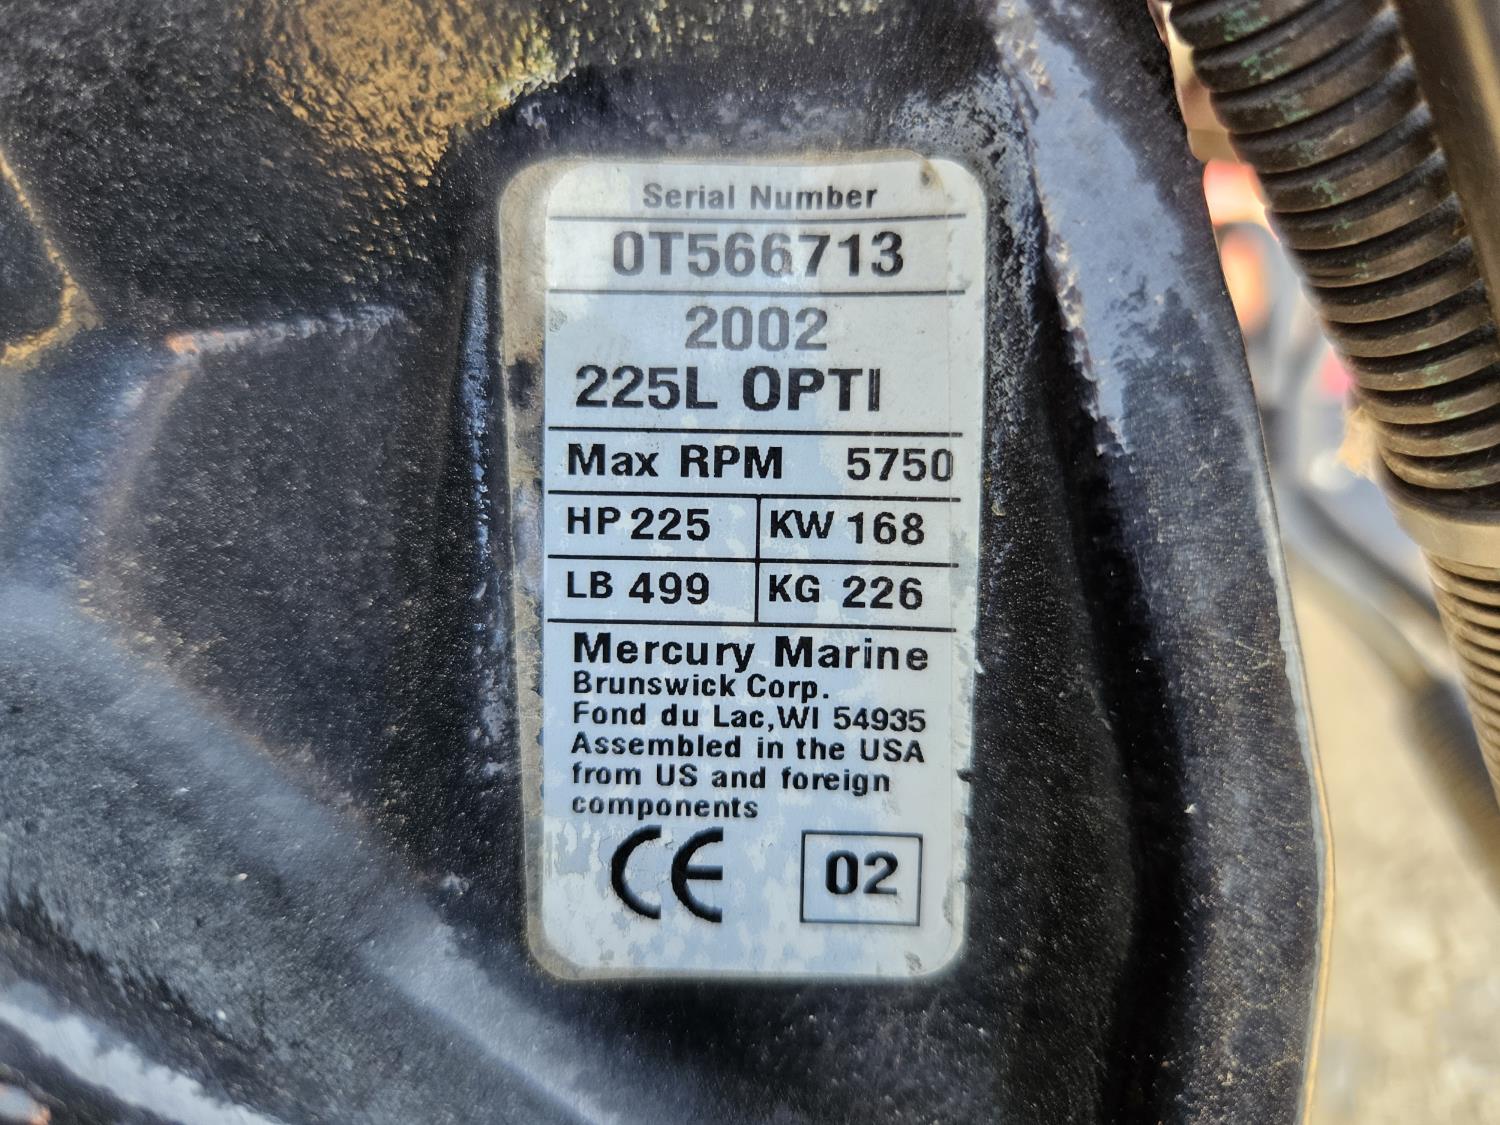 Serial Number
0T566713
2002
225L OPTI
Max RPM 5750
HP 225 KW 168
LB 499 KG 226
Mercury Marine
Brunswick Corp.
Fond du Lac,WI 54935
Assembled in the USA
from US and foreign
components
CE 02